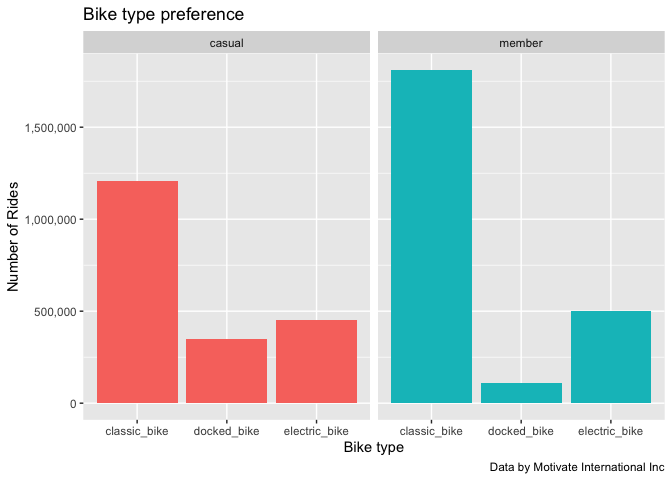 Bike type preference
casual
member
1,500,000
1,000,000
500,000
0
Number of Rides
classic_bike
docked_bike
electric_bike
classic_bike
docked_bike
electric_bike
Bike type
Data by Motivate International Inc